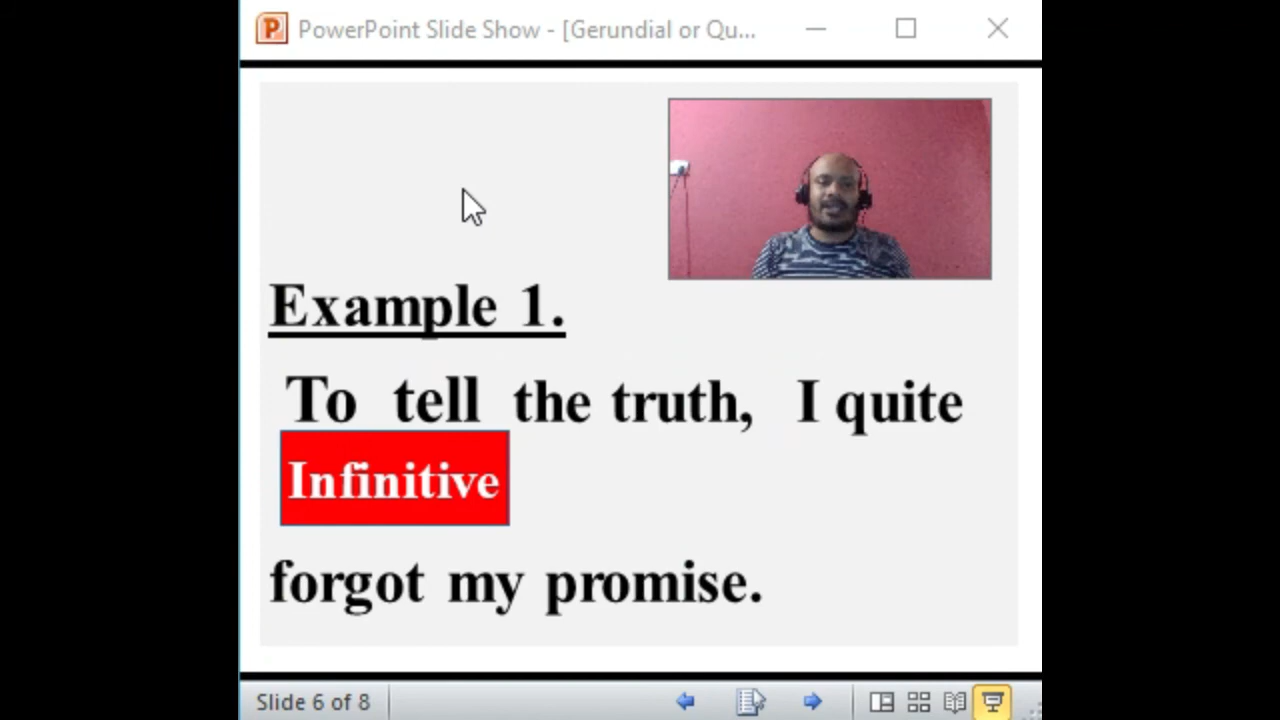 PowerPoint Slide Show - [Gerundial or Qu...
Example 1.
To tell the truth, I quite
Infinitive
forgot my promise.
Slide 6 of 8